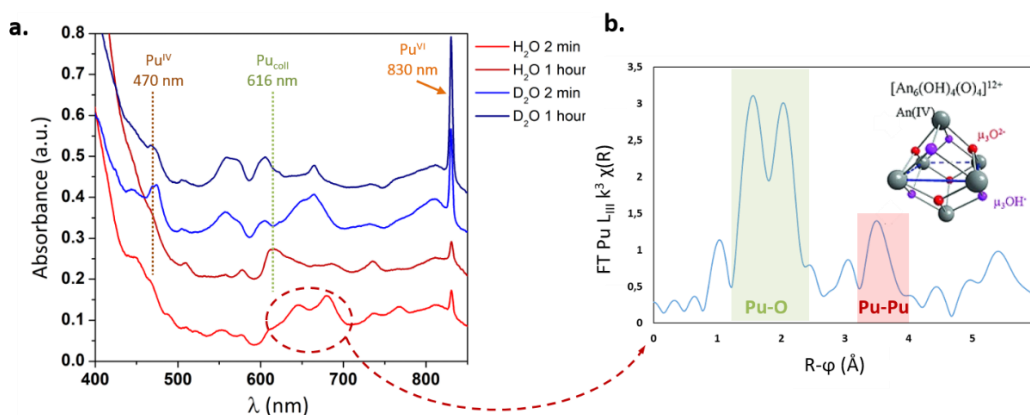 a.
Pu^IV
470 nm
Pu_coll
616 nm
Pu^VI
830 nm
H₂O 2 min
H₂O 1 hour
D₂O 2 min
D₂O 1 hour
Absorbance (a.u.)
0.8
0.7
0.6
0.5
0.4
0.3
0.2
0.1
0.0
400
500
600
700
800
λ (nm)
b.
FT Pu L_III k³ χ(R)
3,5
3
2,5
2
1,5
1
0,5
0
0
1
2
3
4
5
R-φ (Å)
Pu-O
Pu-Pu
[An₆(OH)₄(O)₄]¹²⁺
An(IV)
μ₃O²⁻
μ₃OH⁻